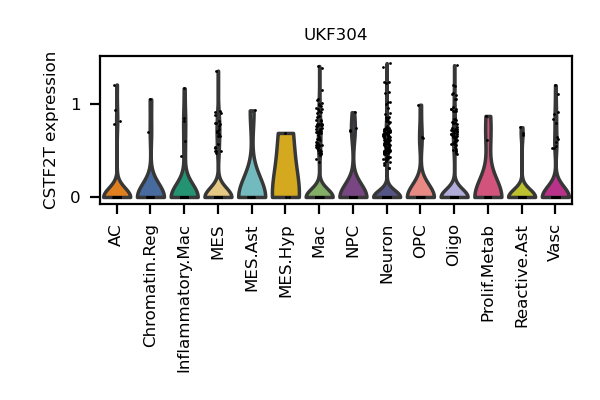 UKF304
CSTF2T expression
1
0
AC
Chromatin.Reg
Inflammatory.Mac
MES
MES.Ast
MES.Hyp
Mac
NPC
Neuron
OPC
Oligo
Prolif.Metab
Reactive.Ast
Vasc